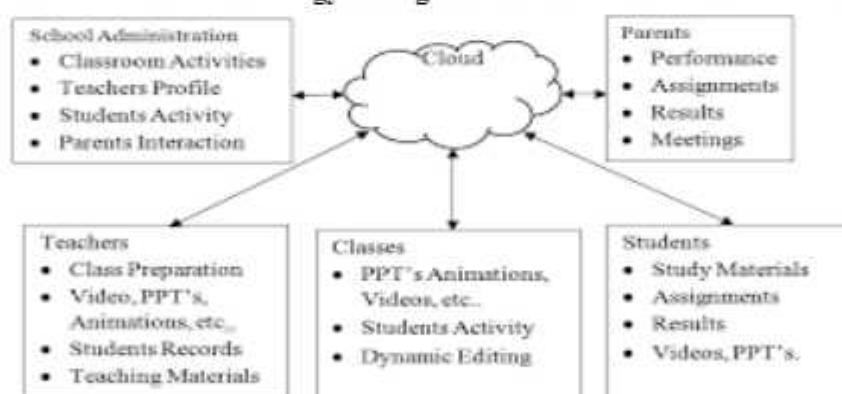 School Administration
• Classroom Activities
• Teachers Profile
• Students Activity
• Parents Interaction
Cloud
Parents
• Performance
• Assignments
• Results
• Meetings
Teachers
• Class Preparation
• Video, PPT's,
Animations, etc.,
• Students Records
• Teaching Materials
Classes
• PPT's Animations,
Videos, etc..
• Students Activity
• Dynamic Editing
Students
• Study Materials
• Assignments
• Results
• Videos, PPT's.